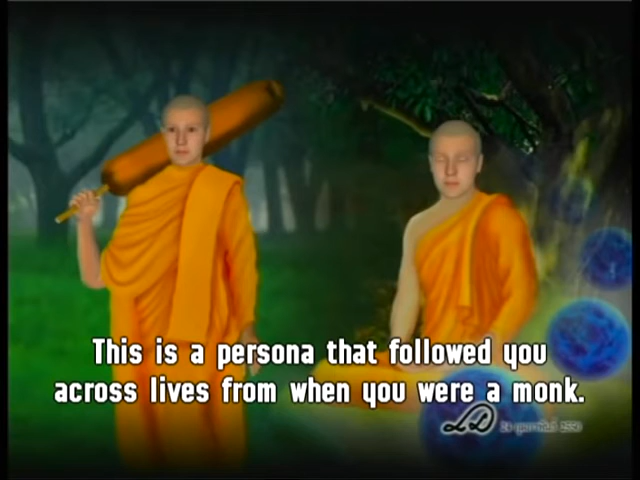 This is a persona that followed you
across lives from when you were a monk.